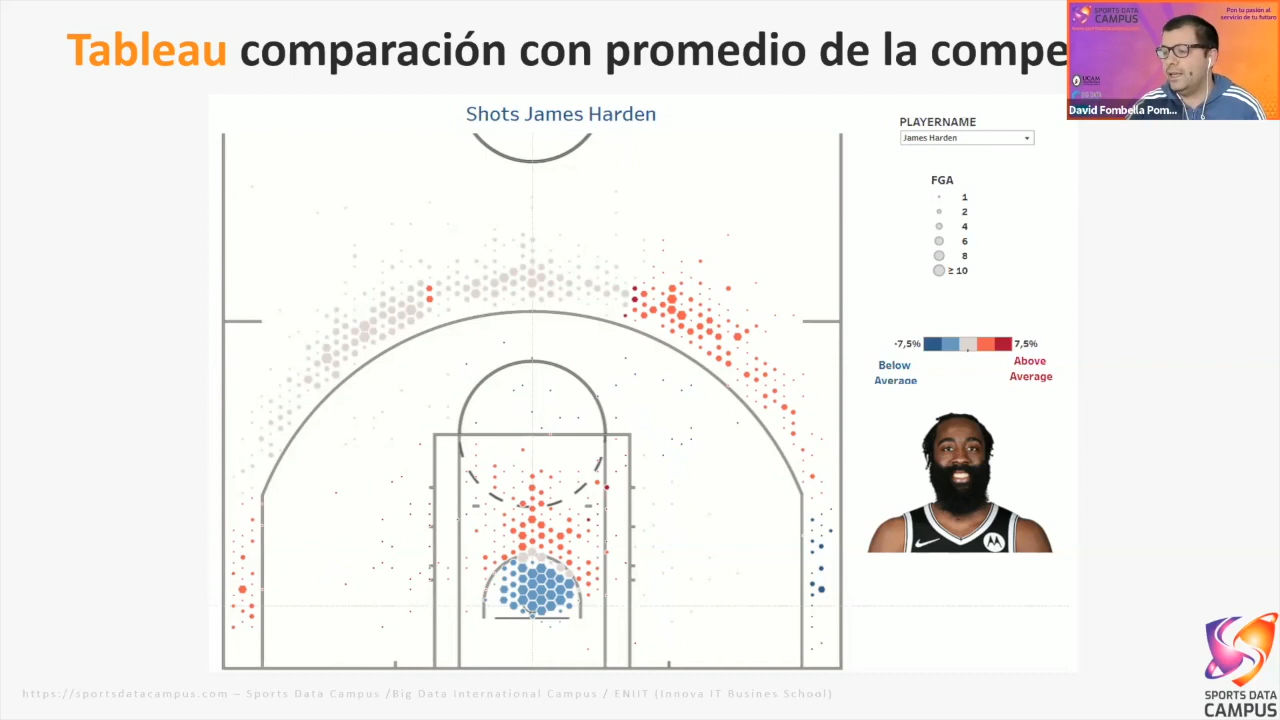 Tableau comparación con promedio de la compe
SPORTS DATA
CAMPUS
Pon tu pasión al
servicio de tu futuro
UCAM
BIG DATA
David Fombella Pom...
Shots James Harden
PLAYERNAME
James Harden
FGA
1
2
4
6
8
≥ 10
-7,5%
7,5%
Below
Average
Above
Average
https://sportsdatacampus.com – Sports Data Campus /Big Data International Campus / ENIIT (Innova IT Busines School)
SPORTS DATA
CAMPUS